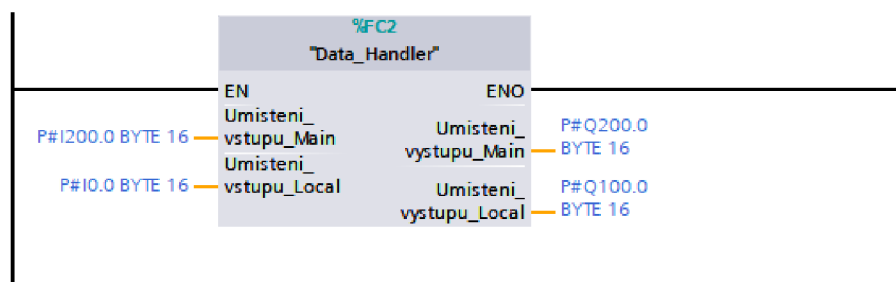 %FC2
"Data_Handler"
EN
ENO
P#I200.0 BYTE 16
Umisteni_
vstupu_Main
Umisteni_
vystupu_Main
P#Q200.0
BYTE 16
P#I0.0 BYTE 16
Umisteni_
vstupu_Local
Umisteni_
vystupu_Local
P#Q100.0
BYTE 16